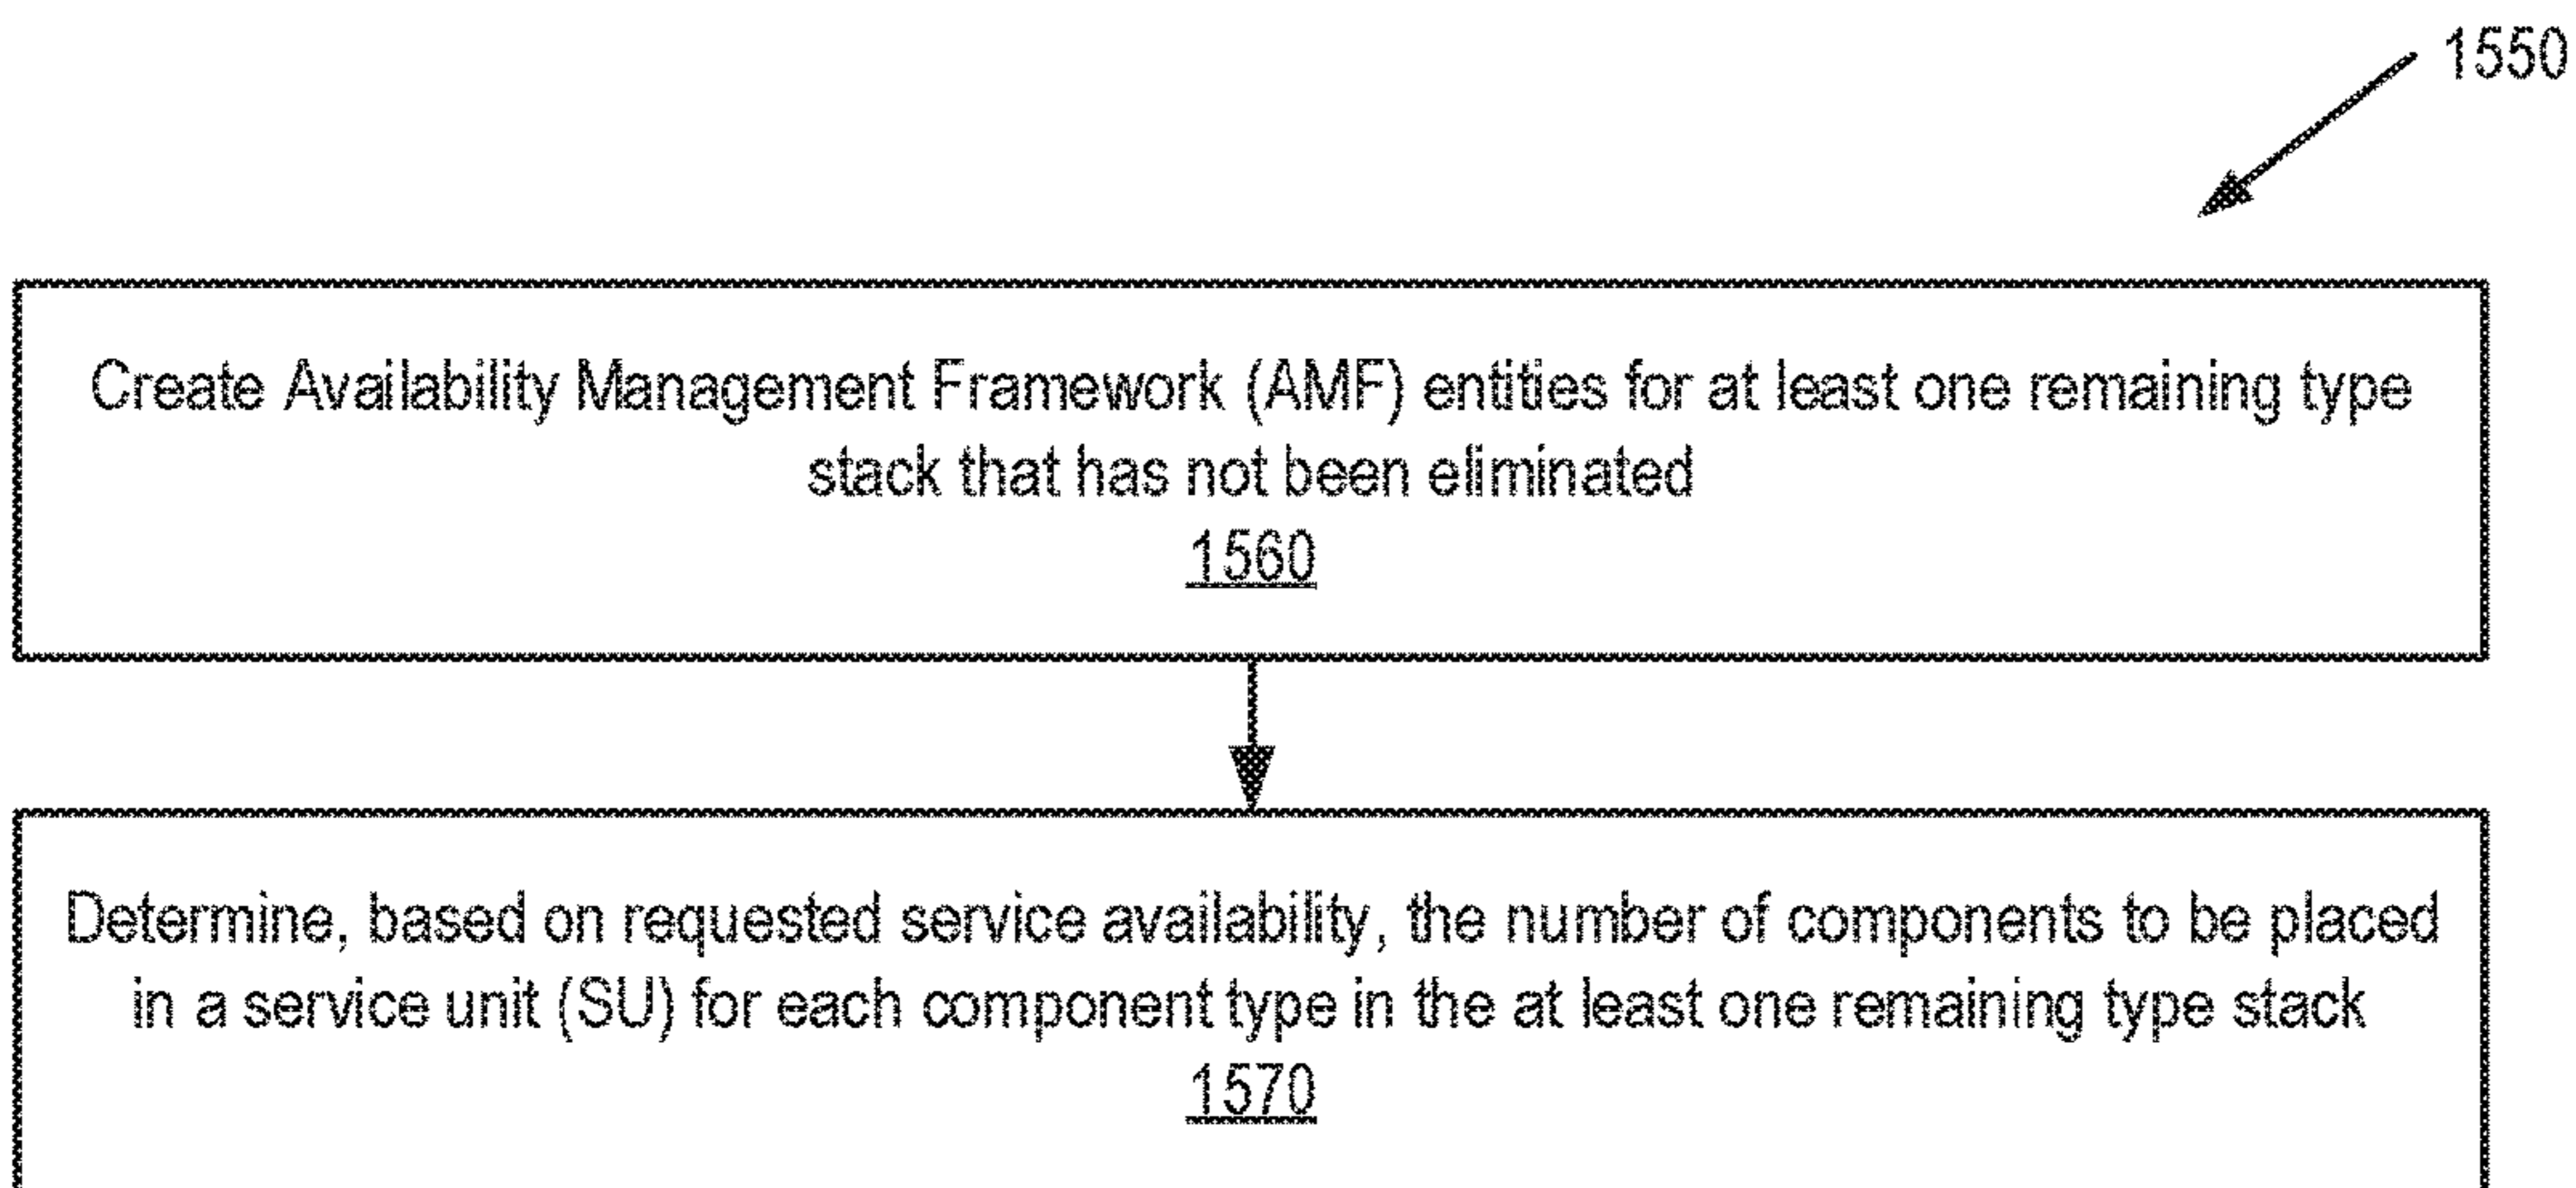 1550
Create Availability Management Framework (AMF) entities for at least one remaining type
stack that has not been eliminated
1560
Determine, based on requested service availability, the number of components to be placed
in a service unit (SU) for each component type in the at least one remaining type stack
1570